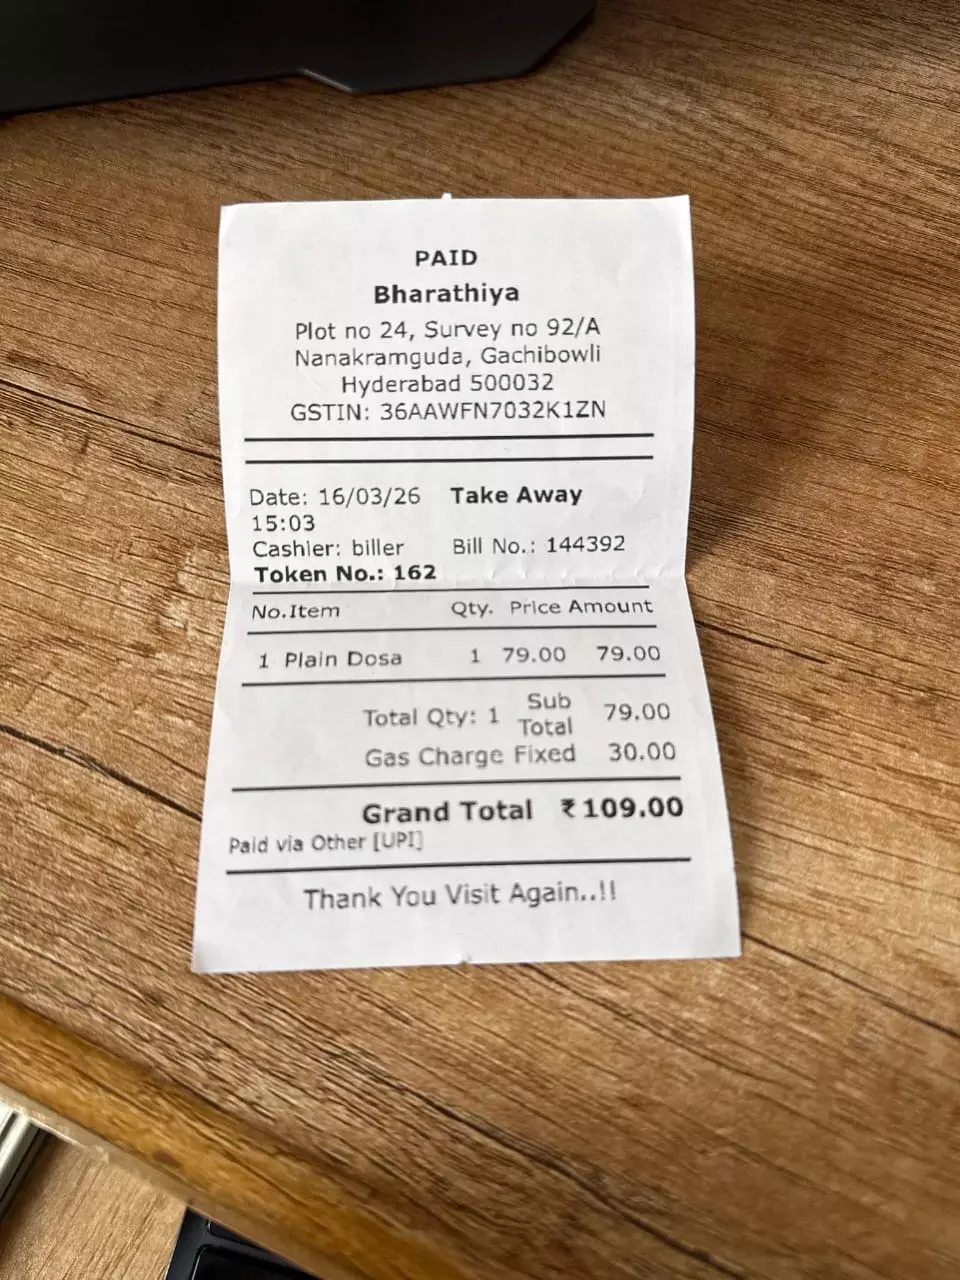 PAID
Bharathiya
Plot no 24, Survey no 92/A
Nanakramguda, Gachibowli
Hyderabad 500032
GSTIN: 36AAWFN7032K1ZN
Date: 16/03/26 Take Away
15:03
Cashier: biller Bill No.: 144392
Token No.: 162
No.Item Qty. Price Amount
1 Plain Dosa 1 79.00 79.00
Total Qty: 1 Sub Total 79.00
Gas Charge Fixed 30.00
Grand Total ₹109.00
Paid via Other [UPI]
Thank You Visit Again..!!